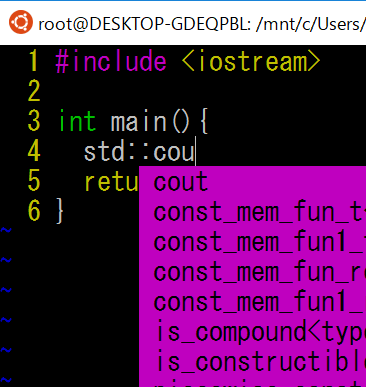 root@DESKTOP-GDEQPBL: /mnt/c/Users/
1 #include <iostream>
2
3 int main(){
4   std::cou
5   retu
6 }
cout
const_mem_fun_t<
const_mem_fun1_
const_mem_fun_re
const_mem_fun1_
is_compound<type
is_constructible
~
~
~
~
~
~